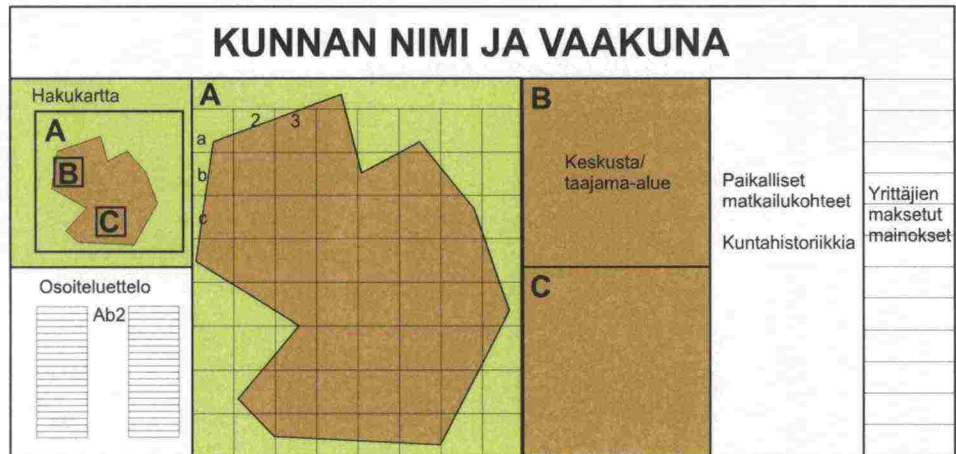 KUNNAN NIMI JA VAAKUNA
Hakukartta
A
B
C
Osoiteluettelo
Ab2
A
2 3
a
b
c
B
Keskusta/
taajama-alue
C
Paikalliset
matkailukohteet
Kuntahistoriikkia
Yrittäjien
maksetut
mainokset